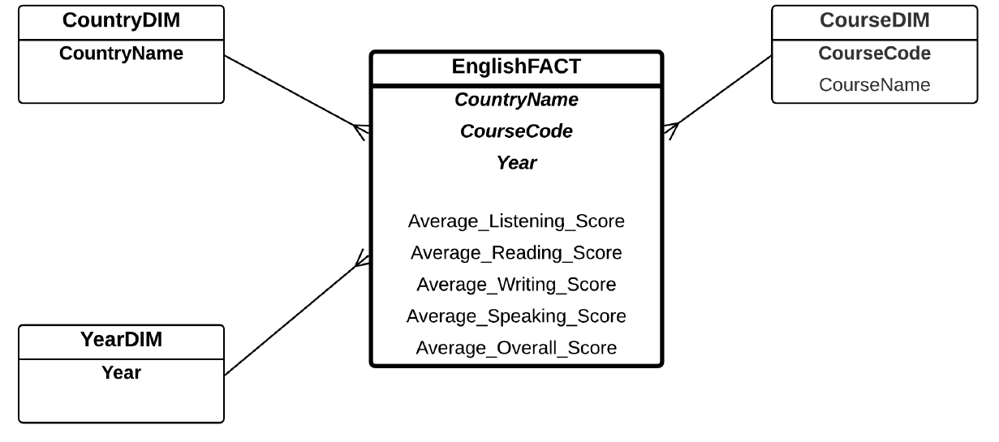 CountryDIM
CountryName
EnglishFACT
CountryName
CourseCode
Year
Average_Listening_Score
Average_Reading_Score
Average_Writing_Score
Average_Speaking_Score
Average_Overall_Score
CourseDIM
CourseCode
CourseName
YearDIM
Year